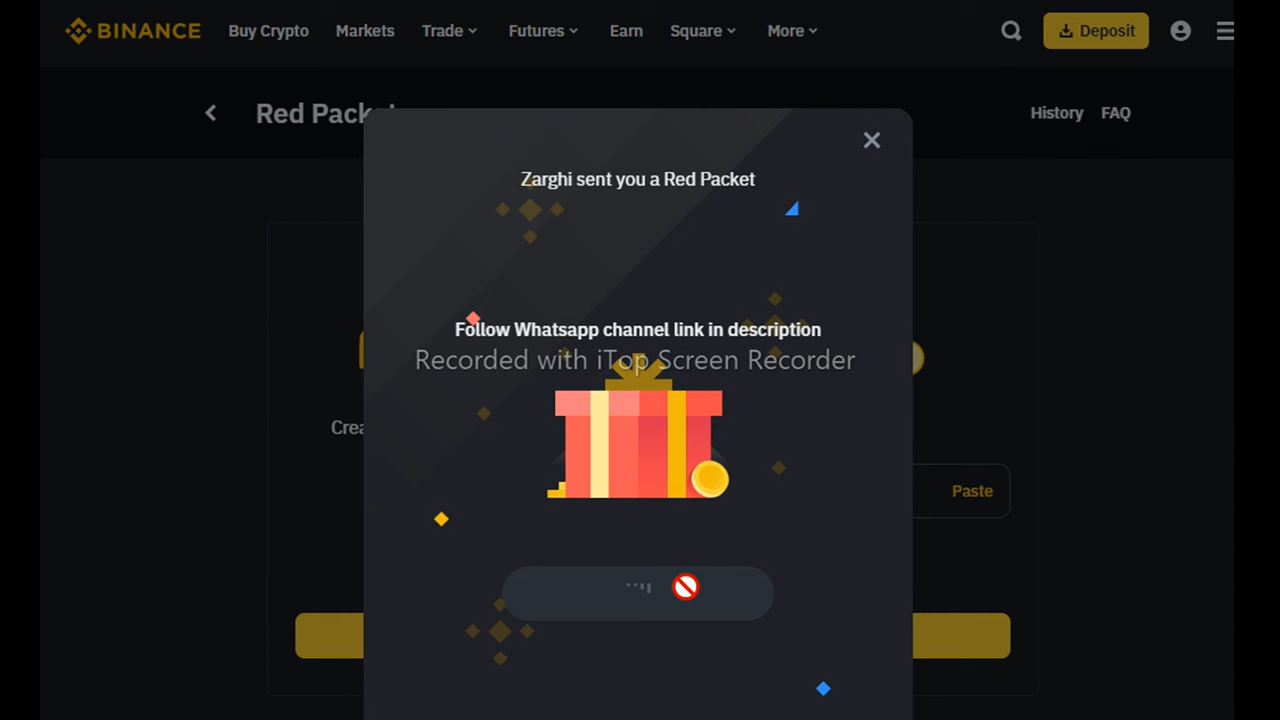 BINANCE Buy Crypto Markets Trade Futures Earn Square More Deposit
Red Pack
History FAQ
Zarghi sent you a Red Packet
Follow Whatsapp channel link in description
Recorded with iTop Screen Recorder
Crea
Paste